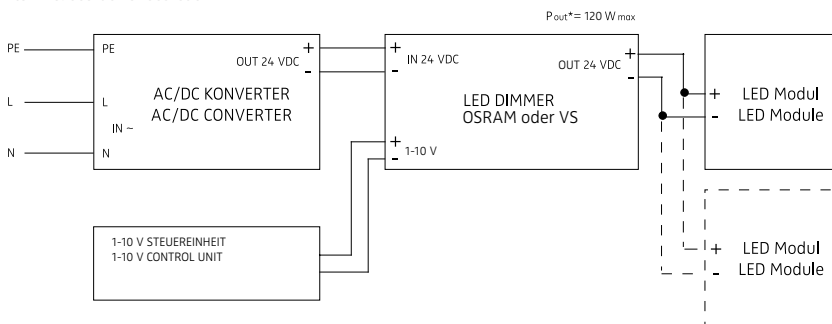 Pout*= 120 W max
PE
PE
OUT 24 VDC
+
-
L
L
AC/DC KONVERTER
AC/DC CONVERTER
IN ~
N
N
+
IN 24 VDC
-
OUT 24 VDC
+
-
LED DIMMER
OSRAM oder VS
+
1-10 V
-
+
LED Modul
-
LED Module
1-10 V STEUEREINHEIT
1-10 V CONTROL UNIT
+
LED Modul
-
LED Module